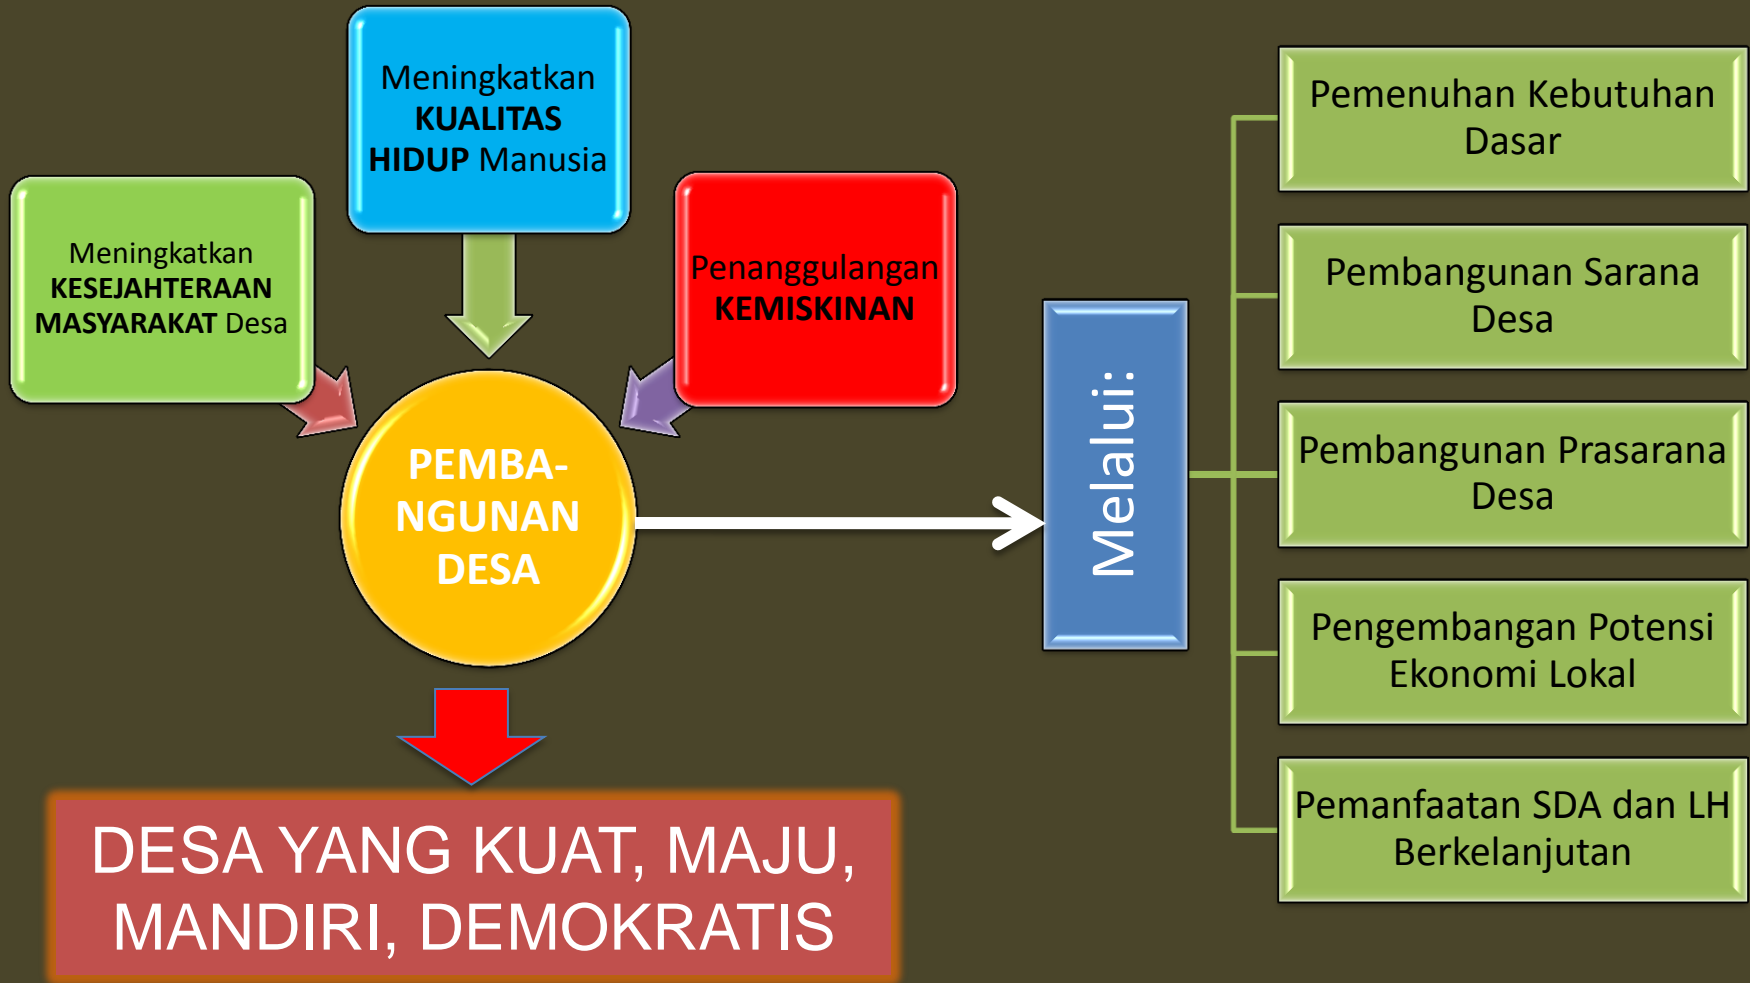 Meningkatkan
KUALITAS
HIDUP Manusia
Meningkatkan
KESEJAHTERAAN
MASYARAKAT Desa
Penanggulangan
KEMISKINAN
PEMBA-
NGUNAN
DESA
DESA YANG KUAT, MAJU,
MANDIRI, DEMOKRATIS
Melalui:
Pemenuhan Kebutuhan
Dasar
Pembangunan Sarana
Desa
Pembangunan Prasarana
Desa
Pengembangan Potensi
Ekonomi Lokal
Pemanfaatan SDA dan LH
Berkelanjutan